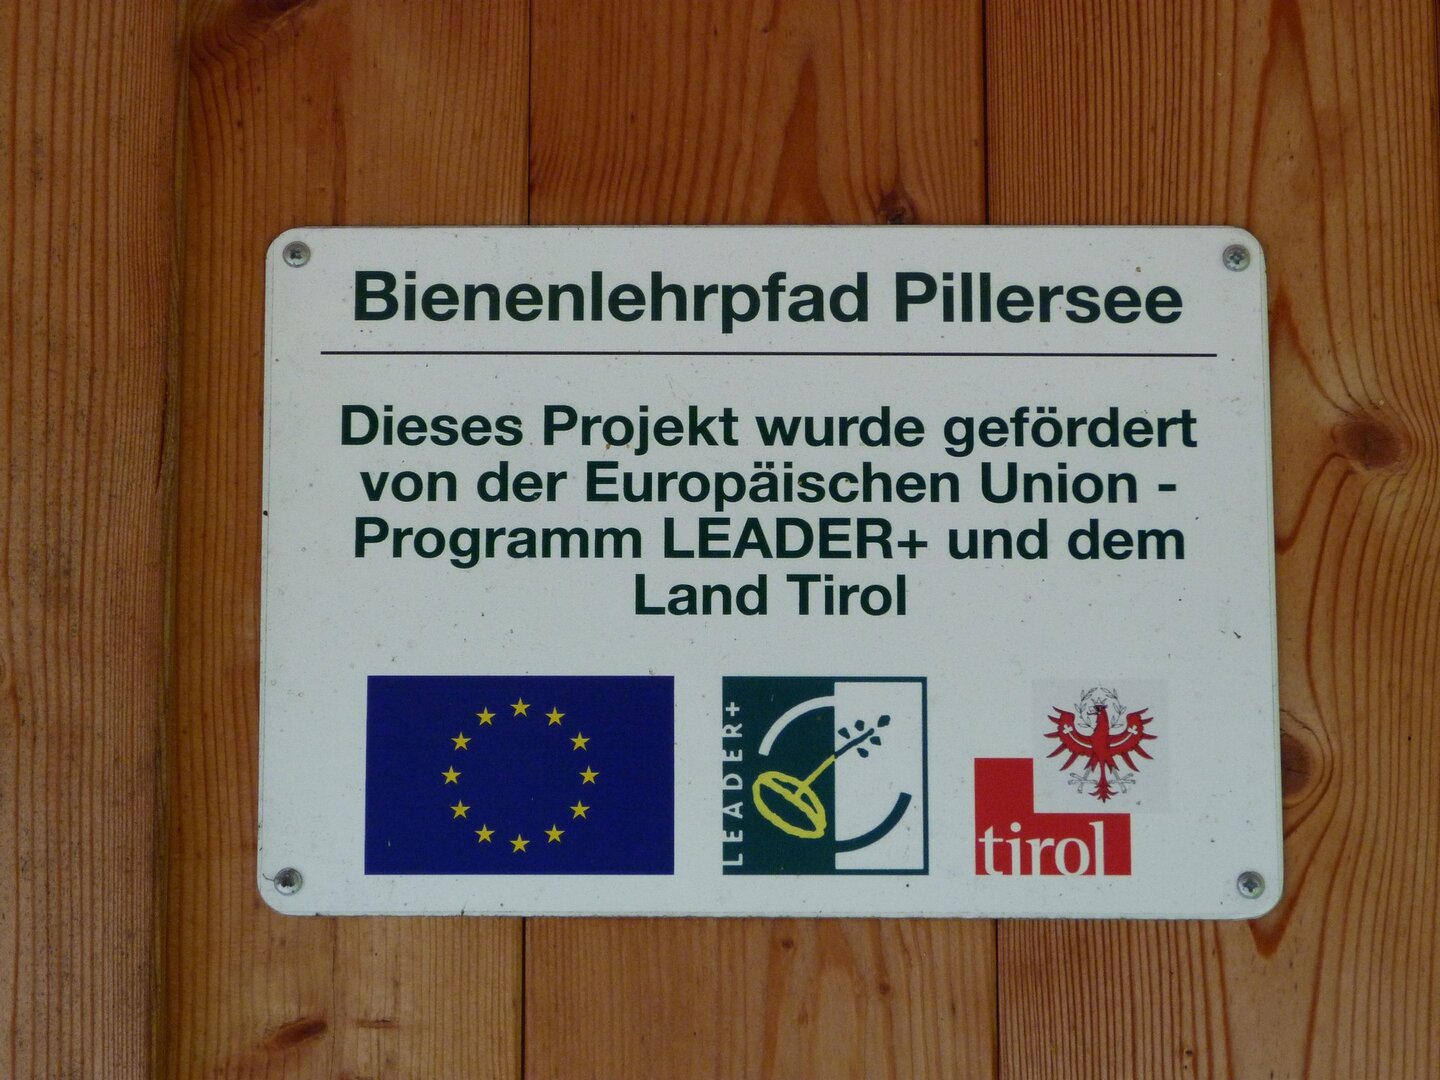 Bienenlehrpfad Pillersee
Dieses Projekt wurde gefördert
von der Europäischen Union -
Programm LEADER+ und dem
Land Tirol
LEADER+
tirol